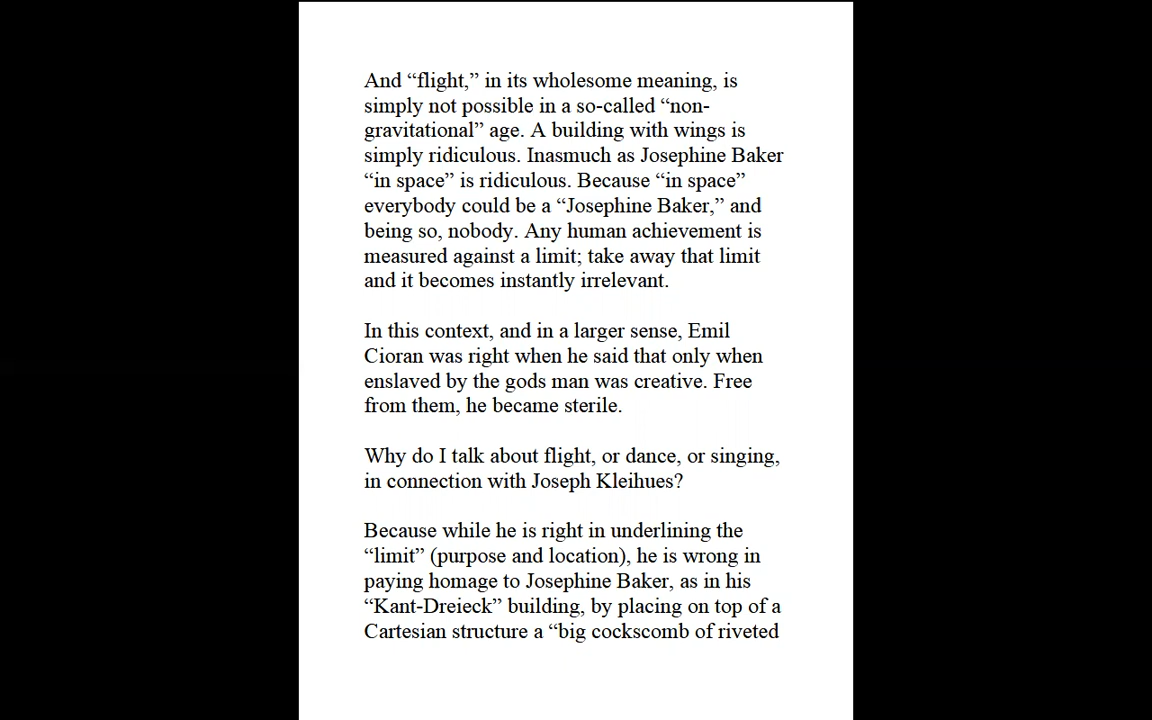 And “flight,” in its wholesome meaning, is
simply not possible in a so-called “non-
gravitational” age. A building with wings is
simply ridiculous. Inasmuch as Josephine Baker
“in space” is ridiculous. Because “in space”
everybody could be a “Josephine Baker,” and
being so, nobody. Any human achievement is
measured against a limit; take away that limit
and it becomes instantly irrelevant.
In this context, and in a larger sense, Emil
Cioran was right when he said that only when
enslaved by the gods man was creative. Free
from them, he became sterile.
Why do I talk about flight, or dance, or singing,
in connection with Joseph Kleihues?
Because while he is right in underlining the
“limit” (purpose and location), he is wrong in
paying homage to Josephine Baker, as in his
“Kant-Dreieck” building, by placing on top of a
Cartesian structure a “big cockscomb of riveted